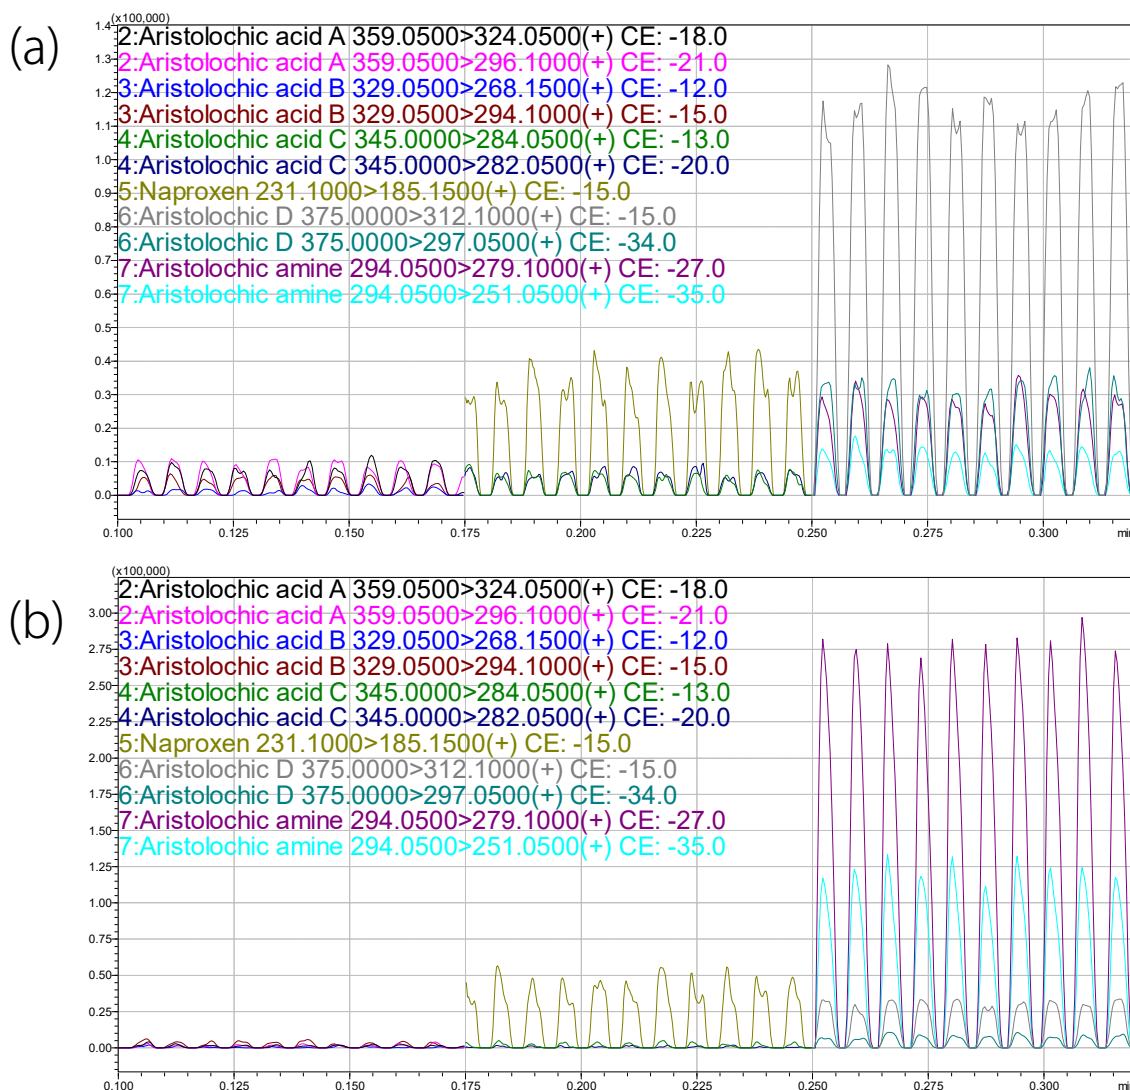 (a)
(x100,000)
2:Aristolochic acid A 359.0500>324.0500(+) CE: -18.0
2:Aristolochic acid A 359.0500>296.1000(+) CE: -21.0
3:Aristolochic acid B 329.0500>268.1500(+) CE: -12.0
3:Aristolochic acid B 329.0500>294.1000(+) CE: -15.0
4:Aristolochic acid C 345.0000>284.0500(+) CE: -13.0
4:Aristolochic acid C 345.0000>282.0500(+) CE: -20.0
5:Naproxen 231.1000>185.1500(+) CE: -15.0
6:Aristolochic D 375.0000>312.1000(+) CE: -15.0
6:Aristolochic D 375.0000>297.0500(+) CE: -34.0
7:Aristolochic amine 294.0500>279.1000(+) CE: -27.0
7:Aristolochic amine 294.0500>251.0500(+) CE: -35.0
1.4
1.3
1.2
1.1
1.0
0.9
0.8
0.7
0.6
0.5
0.4
0.3
0.2
0.1
0.0
0.100 0.125 0.150 0.175 0.200 0.225 0.250 0.275 0.300
(b)
(x100,000)
2:Aristolochic acid A 359.0500>324.0500(+) CE: -18.0
2:Aristolochic acid A 359.0500>296.1000(+) CE: -21.0
3:Aristolochic acid B 329.0500>268.1500(+) CE: -12.0
3:Aristolochic acid B 329.0500>294.1000(+) CE: -15.0
4:Aristolochic acid C 345.0000>284.0500(+) CE: -13.0
4:Aristolochic acid C 345.0000>282.0500(+) CE: -20.0
5:Naproxen 231.1000>185.1500(+) CE: -15.0
6:Aristolochic D 375.0000>312.1000(+) CE: -15.0
6:Aristolochic D 375.0000>297.0500(+) CE: -34.0
7:Aristolochic amine 294.0500>279.1000(+) CE: -27.0
7:Aristolochic amine 294.0500>251.0500(+) CE: -35.0
3.00
2.75
2.50
2.25
2.00
1.75
1.50
1.25
1.00
0.75
0.50
0.25
0.00
0.100 0.125 0.150 0.175 0.200 0.225 0.250 0.275 0.300